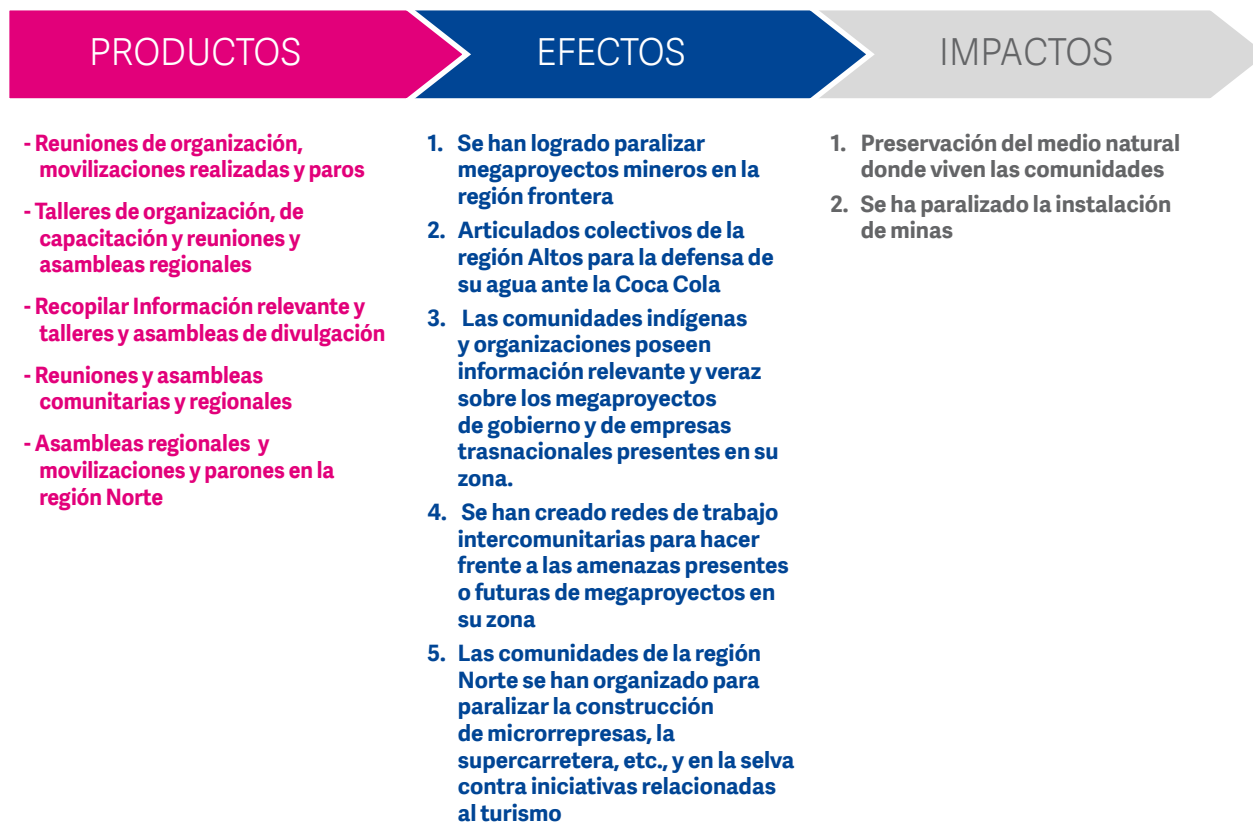 PRODUCTOS
EFECTOS
IMPACTOS
- Reuniones de organización,
movilizaciones realizadas y paros
- Talleres de organización, de
capacitación y reuniones y
asambleas regionales
- Recopilar Información relevante y
talleres y asambleas de divulgación
- Reuniones y asambleas
comunitarias y regionales
- Asambleas regionales y
movilizaciones y parones en la
región Norte
1. Se han logrado paralizar
megaproyectos mineros en la
región frontera
2. Articulados colectivos de la
región Altos para la defensa de
su agua ante la Coca Cola
3. Las comunidades indígenas
y organizaciones poseen
información relevante y veraz
sobre los megaproyectos
de gobierno y de empresas
trasnacionales presentes en su
zona.
4. Se han creado redes de trabajo
intercomunitarias para hacer
frente a las amenazas presentes
o futuras de megaproyectos en
su zona
5. Las comunidades de la región
Norte se han organizado para
paralizar la construcción
de microrrepresas, la
supercarretera, etc., y en la selva
contra iniciativas relacionadas
al turismo
1. Preservación del medio natural
donde viven las comunidades
2. Se ha paralizado la instalación
de minas